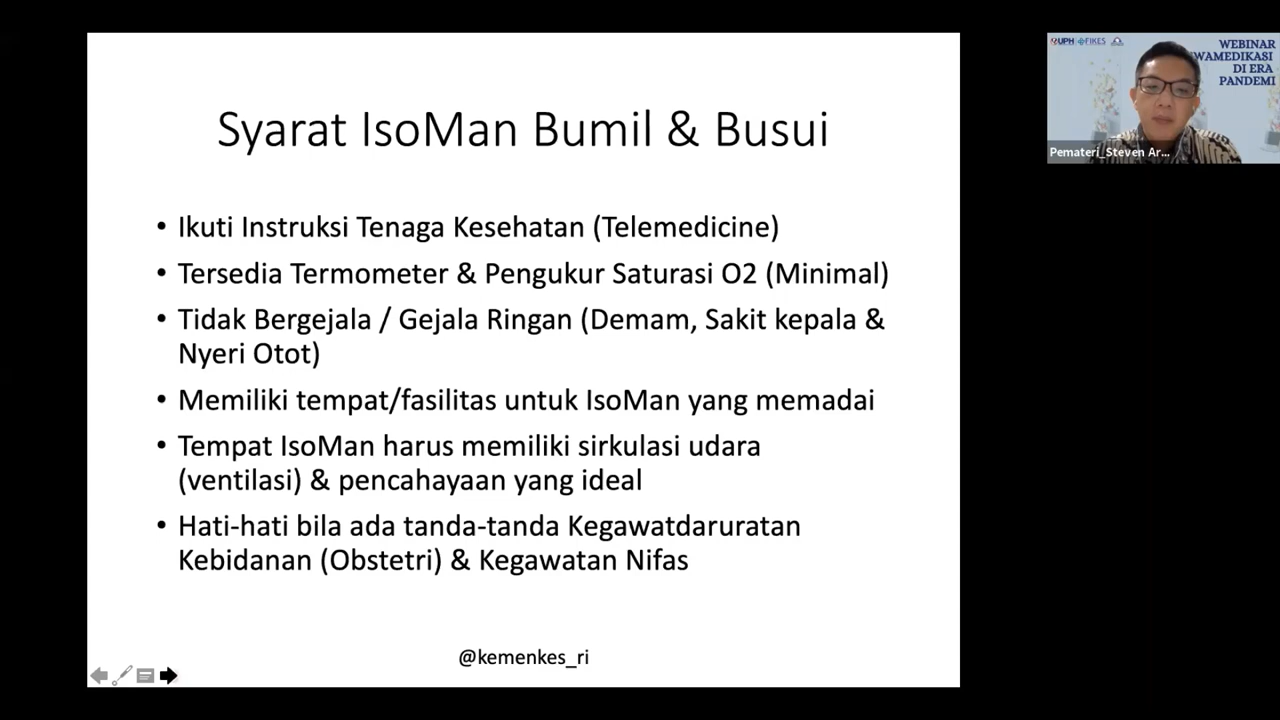 Syarat IsoMan Bumil & Busui
• Ikuti Instruksi Tenaga Kesehatan (Telemedicine)
• Tersedia Termometer & Pengukur Saturasi O2 (Minimal)
• Tidak Bergejala / Gejala Ringan (Demam, Sakit kepala &
Nyeri Otot)
• Memiliki tempat/fasilitas untuk IsoMan yang memadai
• Tempat IsoMan harus memiliki sirkulasi udara
(ventilasi) & pencahayaan yang ideal
• Hati-hati bila ada tanda-tanda Kegawatdaruratan
Kebidanan (Obstetri) & Kegawatan Nifas
@kemenkes_ri
UPH FIKES
WEBINAR
WAMEDIKASI
DI ERA
PANDEMI
Pemateri_Steven Ar...